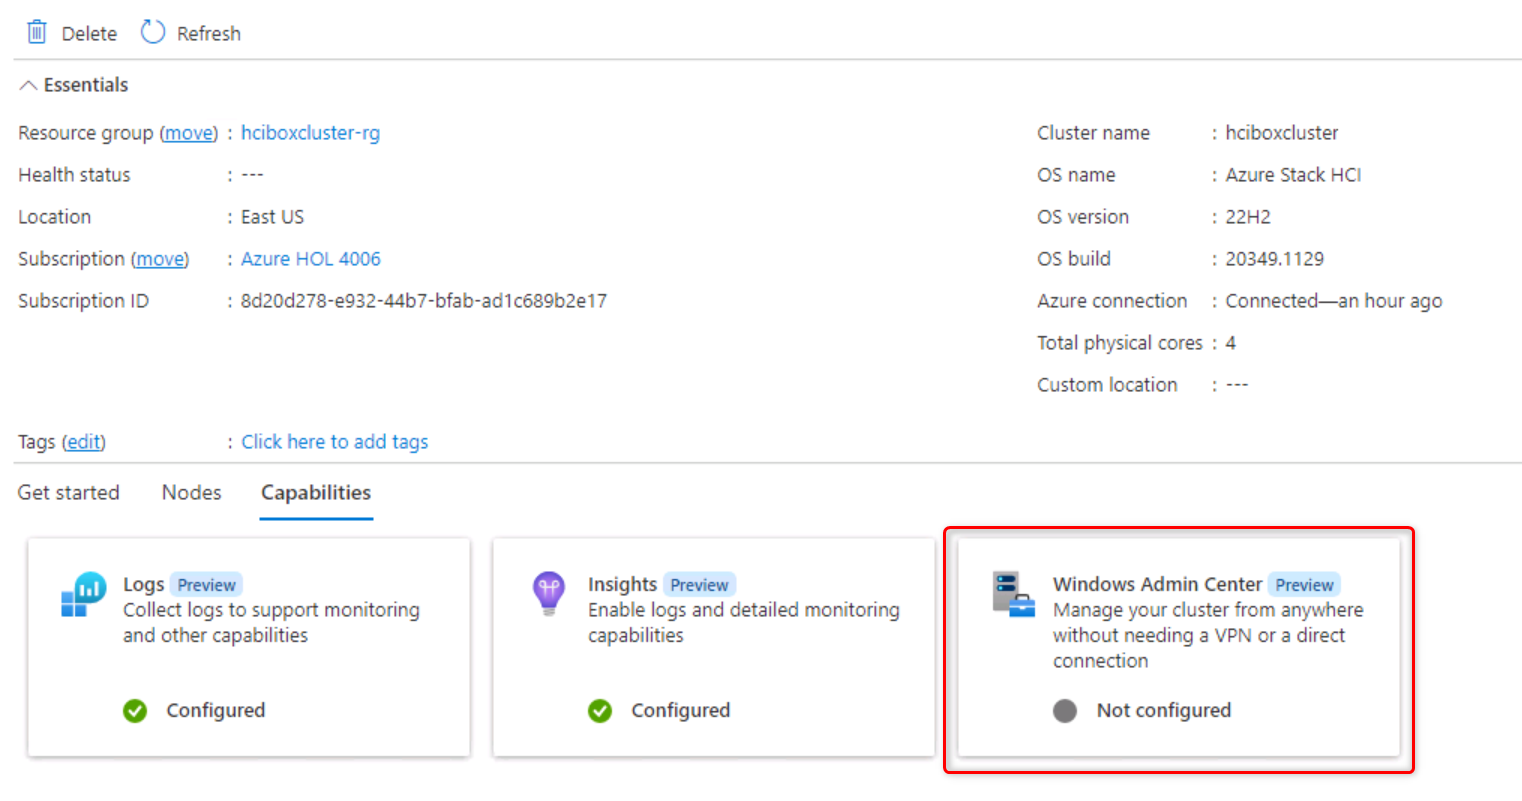 Delete Refresh
Essentials
Resource group (move) : hciboxcluster-rg
Health status : ---
Location : East US
Subscription (move) : Azure HOL 4006
Subscription ID : 8d20d278-e932-44b7-bfab-ad1c689b2e17
Cluster name : hciboxcluster
OS name : Azure Stack HCI
OS version : 22H2
OS build : 20349.1129
Azure connection : Connected—an hour ago
Total physical cores : 4
Custom location : ---
Tags (edit) : Click here to add tags
Get started Nodes Capabilities
Logs Preview
Collect logs to support monitoring
and other capabilities
Configured
Insights Preview
Enable logs and detailed monitoring
capabilities
Configured
Windows Admin Center Preview
Manage your cluster from anywhere
without needing a VPN or a direct
connection
Not configured